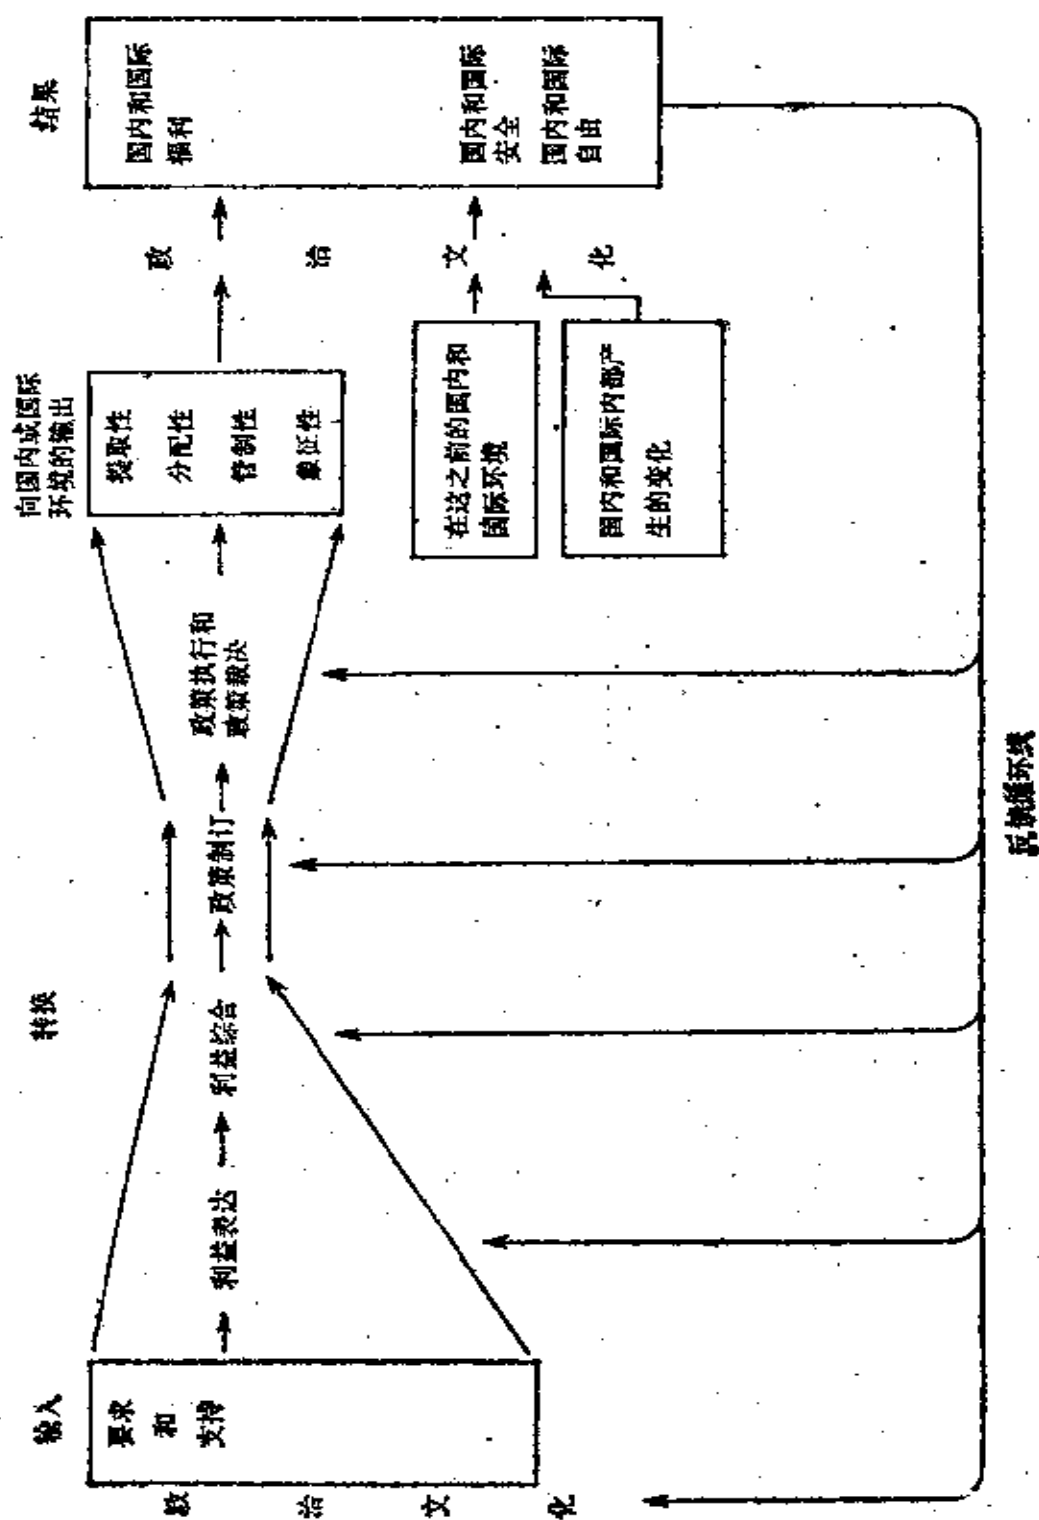 输入
转换
向国内或国际
环境的输出
结果
政治文化
要求
和
支持
利益表达
利益综合
政策制订
政策执行和
政策裁决
提取性
分配性
管制性
象征性
政治文化
在这之前的国内和
国际环境
国内和国际内部产
生的变化
国内和国际
福利
国内和国际
安全
国内和国际
自由
反馈循环线